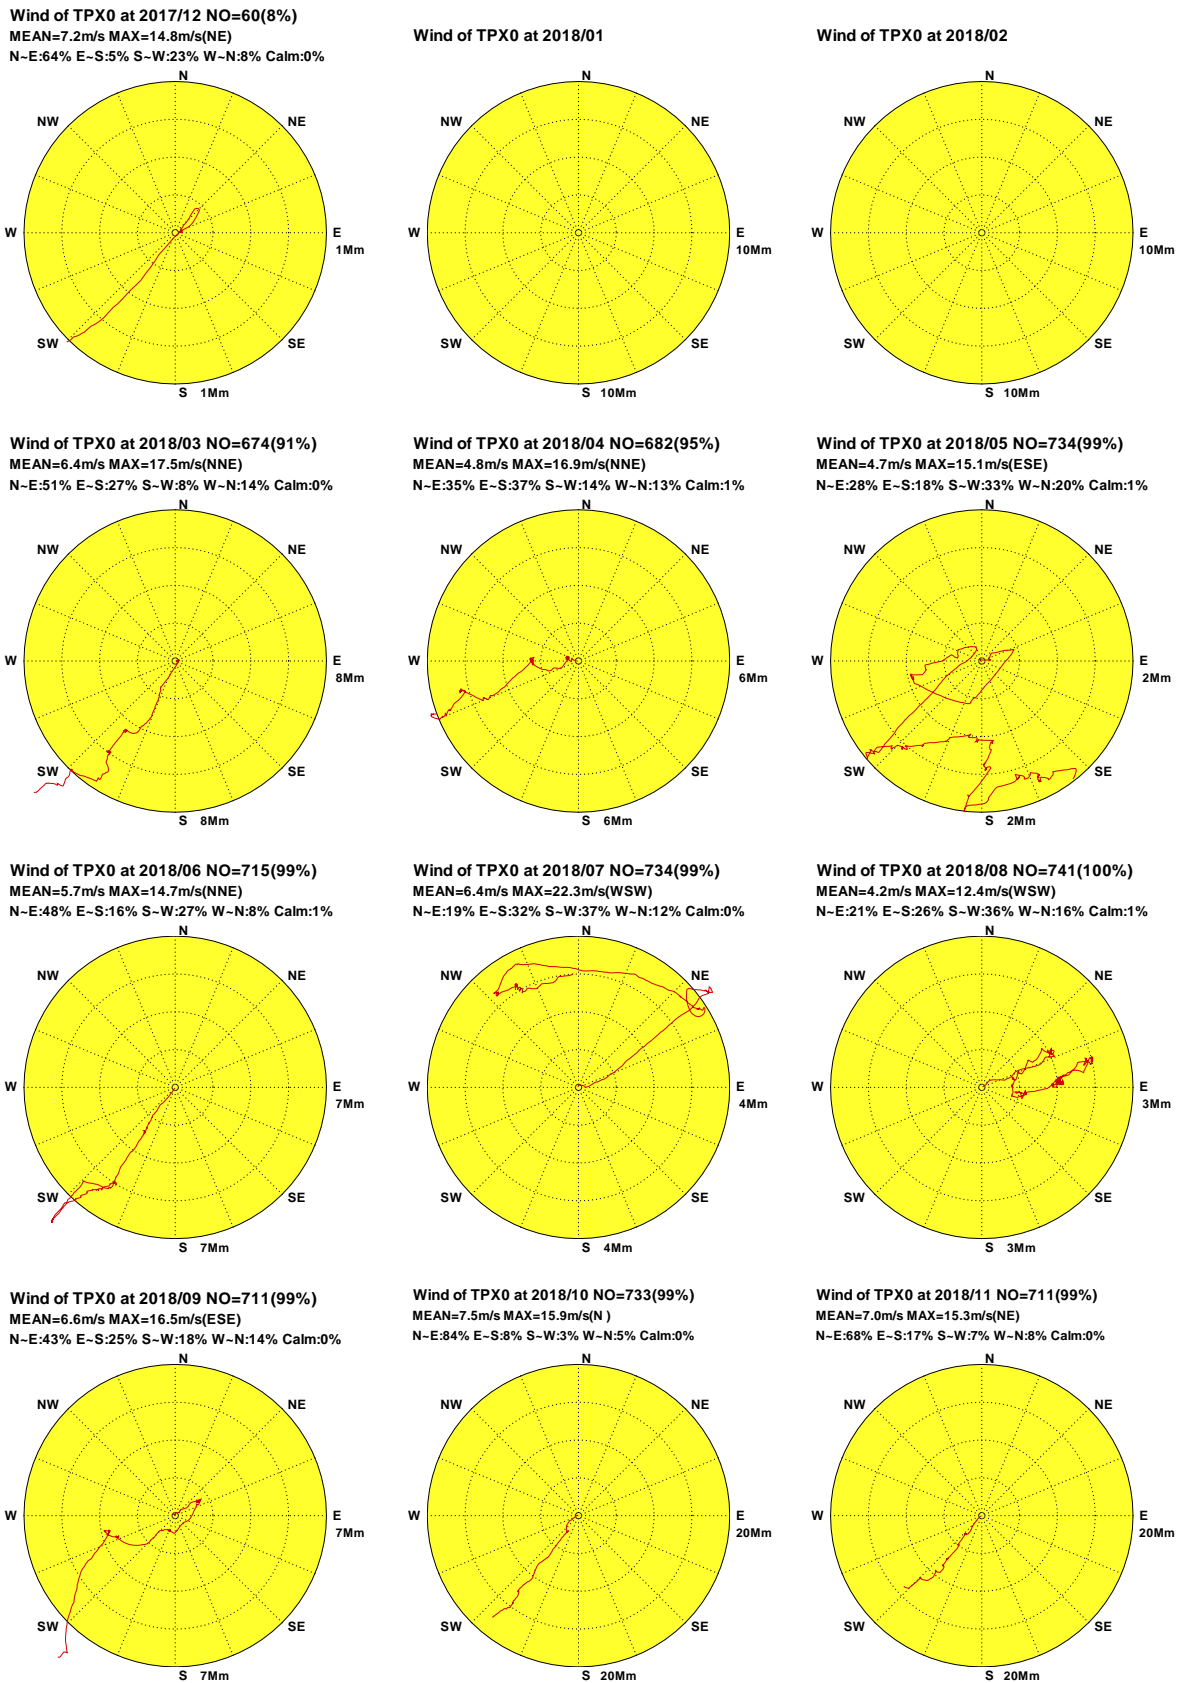 Wind of TPX0 at 2017/12 NO=60(8%)
MEAN=7.2m/s MAX=14.8m/s(NE)
N~E:64% E~S:5% S~W:23% W~N:8% Calm:0%
N
NW
NE
W
E
1Mm
SW
SE
S 1Mm
Wind of TPX0 at 2018/01
N
NW
NE
W
E
10Mm
SW
SE
S 10Mm
Wind of TPX0 at 2018/02
N
NW
NE
W
E
10Mm
SW
SE
S 10Mm
Wind of TPX0 at 2018/03 NO=674(91%)
MEAN=6.4m/s MAX=17.5m/s(NNE)
N~E:51% E~S:27% S~W:8% W~N:14% Calm:0%
N
NW
NE
W
E
8Mm
SW
SE
S 8Mm
Wind of TPX0 at 2018/04 NO=682(95%)
MEAN=4.8m/s MAX=16.9m/s(NNE)
N~E:35% E~S:37% S~W:14% W~N:13% Calm:1%
N
NW
NE
W
E
6Mm
SW
SE
S 6Mm
Wind of TPX0 at 2018/05 NO=734(99%)
MEAN=4.7m/s MAX=15.1m/s(ESE)
N~E:28% E~S:18% S~W:33% W~N:20% Calm:1%
N
NW
NE
W
E
2Mm
SW
SE
S 2Mm
Wind of TPX0 at 2018/06 NO=715(99%)
MEAN=5.7m/s MAX=14.7m/s(NNE)
N~E:48% E~S:16% S~W:27% W~N:8% Calm:1%
N
NW
NE
W
E
7Mm
SW
SE
S 7Mm
Wind of TPX0 at 2018/07 NO=734(99%)
MEAN=6.4m/s MAX=22.3m/s(WSW)
N~E:19% E~S:32% S~W:37% W~N:12% Calm:0%
N
NW
NE
W
E
4Mm
SW
SE
S 4Mm
Wind of TPX0 at 2018/08 NO=741(100%)
MEAN=4.2m/s MAX=12.4m/s(WSW)
N~E:21% E~S:26% S~W:36% W~N:16% Calm:1%
N
NW
NE
W
E
3Mm
SW
SE
S 3Mm
Wind of TPX0 at 2018/09 NO=711(99%)
MEAN=6.6m/s MAX=16.5m/s(ESE)
N~E:43% E~S:25% S~W:18% W~N:14% Calm:0%
N
NW
NE
W
E
7Mm
SW
SE
S 7Mm
Wind of TPX0 at 2018/10 NO=733(99%)
MEAN=7.5m/s MAX=15.9m/s(N )
N~E:84% E~S:8% S~W:3% W~N:5% Calm:0%
N
NW
NE
W
E
20Mm
SW
SE
S 20Mm
Wind of TPX0 at 2018/11 NO=711(99%)
MEAN=7.0m/s MAX=15.3m/s(NE)
N~E:68% E~S:17% S~W:7% W~N:8% Calm:0%
N
NW
NE
W
E
20Mm
SW
SE
S 20Mm